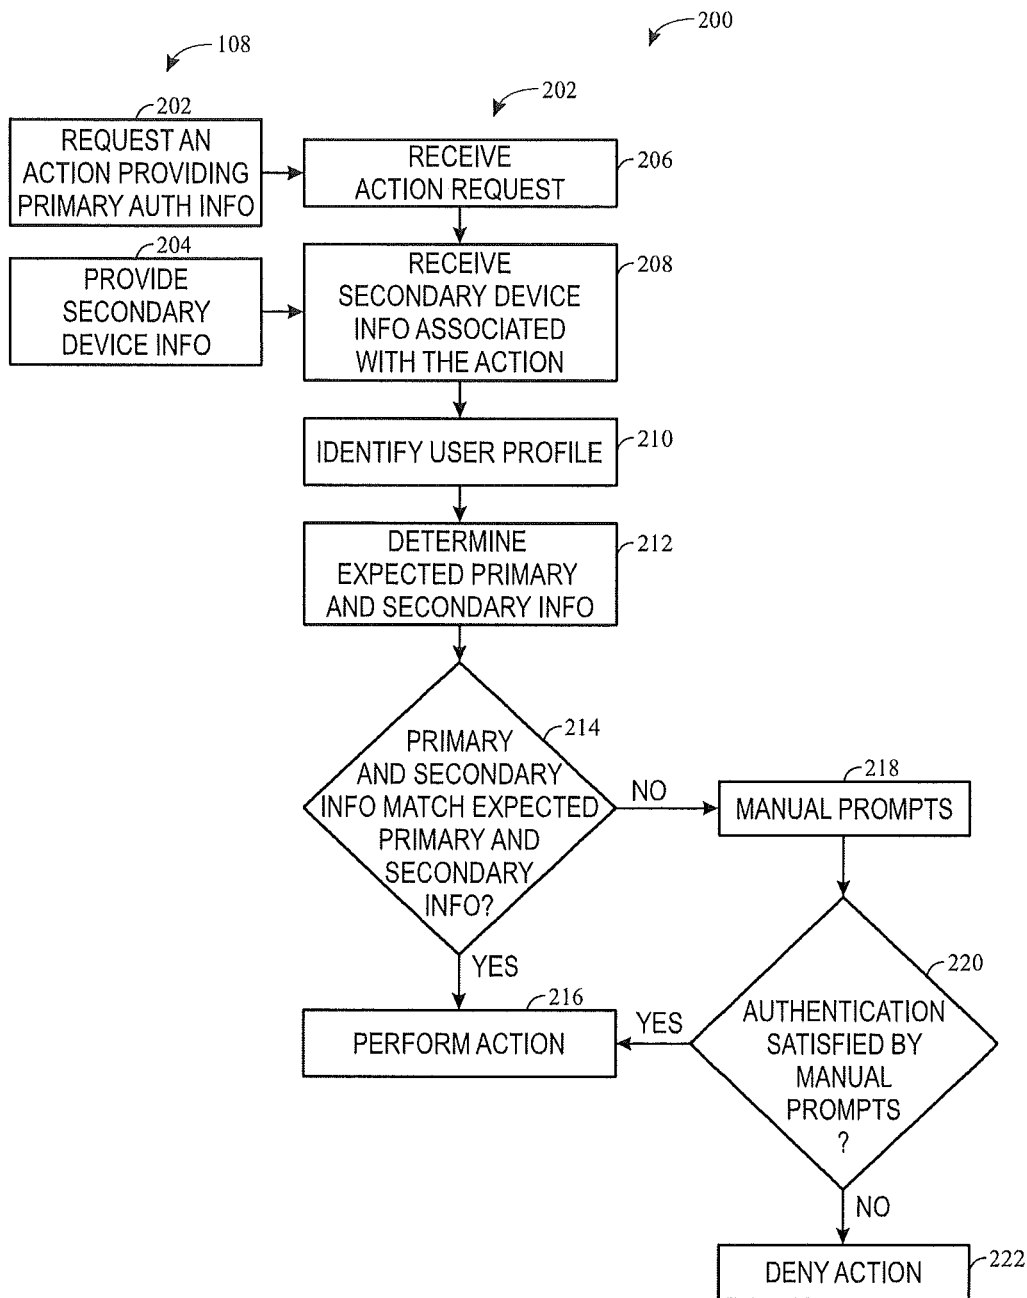 200
108
202
202
REQUEST AN
ACTION PROVIDING
PRIMARY AUTH INFO
RECEIVE
ACTION REQUEST
206
204
PROVIDE
SECONDARY
DEVICE INFO
RECEIVE
SECONDARY DEVICE
INFO ASSOCIATED
WITH THE ACTION
208
IDENTIFY USER PROFILE
210
DETERMINE
EXPECTED PRIMARY
AND SECONDARY INFO
212
214
PRIMARY
AND SECONDARY
INFO MATCH EXPECTED
PRIMARY AND
SECONDARY
INFO?
NO
218
MANUAL PROMPTS
YES
216
PERFORM ACTION
220
AUTHENTICATION
SATISFIED BY
MANUAL
PROMPTS
?
YES
NO
DENY ACTION
222